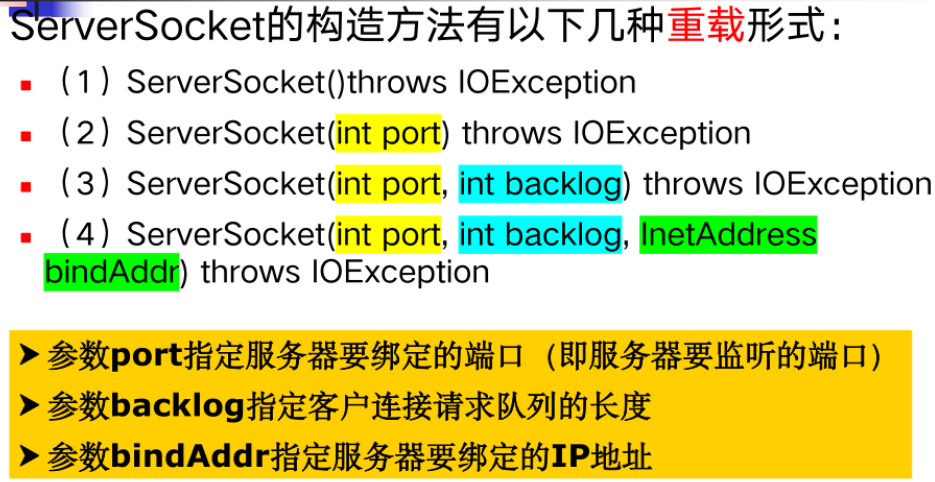 ServerSocket的构造方法有以下几种重载形式：
（1）ServerSocket()throws IOException
（2）ServerSocket(int port) throws IOException
（3）ServerSocket(int port, int backlog) throws IOException
（4）ServerSocket(int port, int backlog, InetAddress
bindAddr) throws IOException
➤参数port指定服务器要绑定的端口（即服务器要监听的端口）
➤参数backlog指定客户连接请求队列的长度
➤参数bindAddr指定服务器要绑定的IP地址